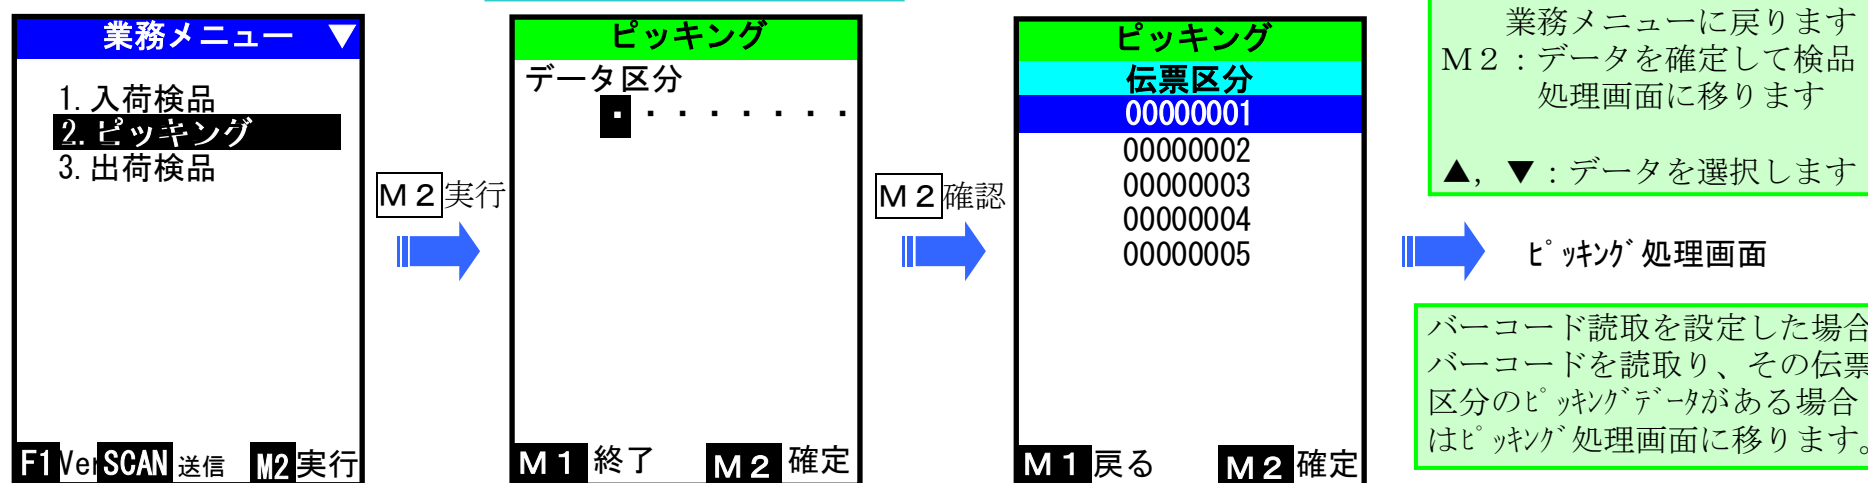 業務メニュー ▼
1. 入荷検品
2. ピッキング
3. 出荷検品
F1 Ver SCAN 送信 M2 実行
M2 実行
ピッキング
データ区分
・・・・・・・・
M1 終了 M2 確定
M2 確認
ピッキング
伝票区分
00000001
00000002
00000003
00000004
00000005
M1 戻る M2 確定
業務メニューに戻ります
M2：データを確定して検品
処理画面に移ります
▲，▼：データを選択します
ﾋﾟｯｷﾝｸﾞ処理画面
バーコード読取を設定した場合
バーコードを読取り、その伝票
区分のﾋﾟｯｷﾝｸﾞﾃﾞｰﾀがある場合
はﾋﾟｯｷﾝｸﾞ処理画面に移ります。